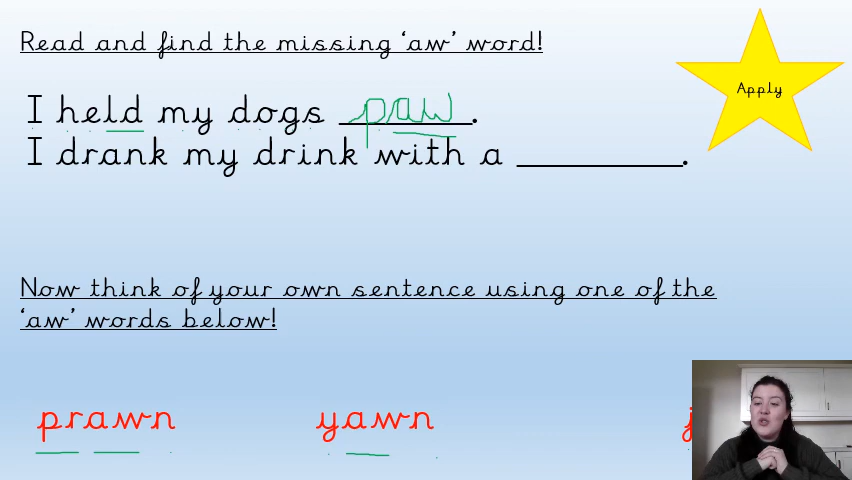 Read and find the missing 'aw' word!
Apply
I held my dogs paw.
I drank my drink with a ________.
Now think of your own sentence using one of the
'aw' words below!
prawn yawn